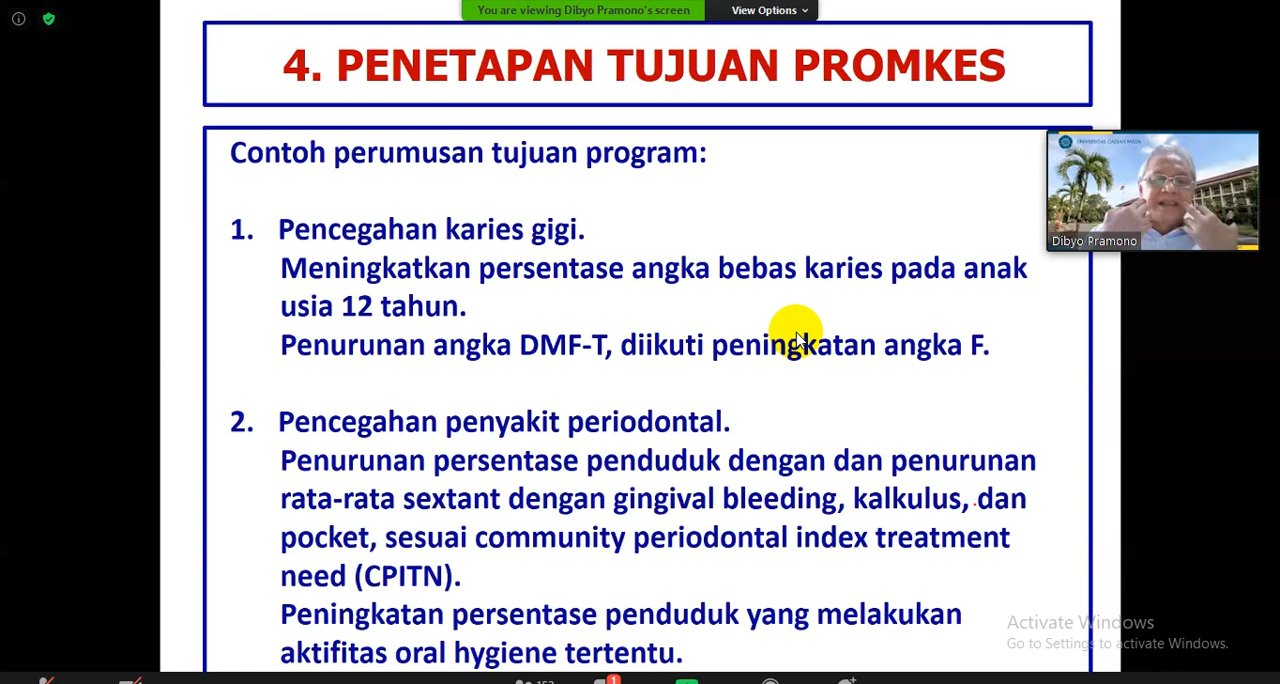 You are viewing Dibyo Pramono's screen
View Options
4. PENETAPAN TUJUAN PROMKES
Contoh perumusan tujuan program:
1. Pencegahan karies gigi.
Meningkatkan persentase angka bebas karies pada anak
usia 12 tahun.
Penurunan angka DMF-T, diikuti peningkatan angka F.
2. Pencegahan penyakit periodontal.
Penurunan persentase penduduk dengan dan penurunan
rata-rata sextant dengan gingival bleeding, kalkulus, dan
pocket, sesuai community periodontal index treatment
need (CPITN).
Peningkatan persentase penduduk yang melakukan
aktifitas oral hygiene tertentu.
UNIVERSITAS GADJAH MADA
Dibyo Pramono
Activate Windows
Go to Settings to activate Windows.
1